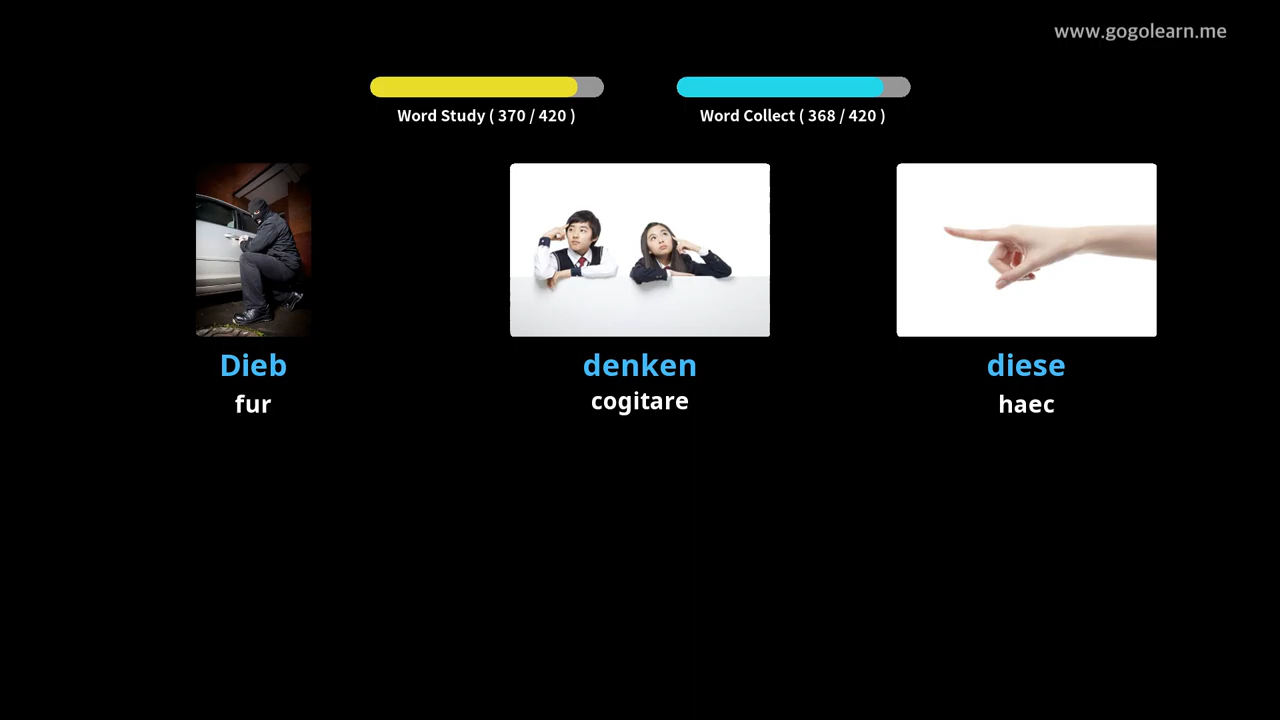 www.gogolearn.me
Word Study ( 370 / 420 )
Word Collect ( 368 / 420 )
Dieb
fur
denken
cogitare
diese
haec